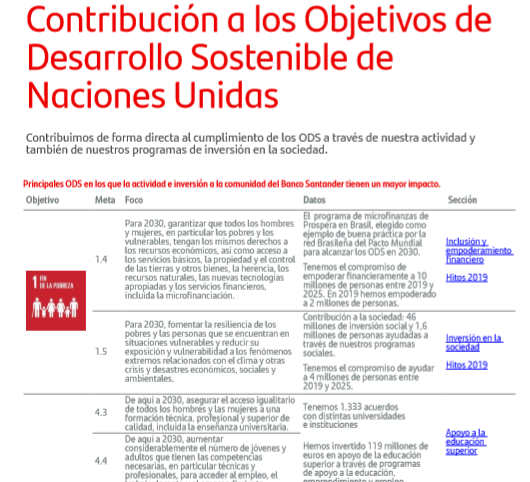 Contribución a los Objetivos de
Desarrollo Sostenible de
Naciones Unidas
Contribuimos de forma directa al cumplimiento de los ODS a través de nuestra actividad y
también de nuestros programas de inversión en la sociedad.
Principales ODS en los que la actividad e inversión a la comunidad del Banco Santander tienen un mayor impacto.
Objetivo Meta Foco Datos Sección
1 FIN
DE LA POBREZA
1.4
Para 2030, garantizar que todos los hombres
y mujeres, en particular los pobres y los
vulnerables, tengan los mismos derechos a
los recursos económicos, así como acceso a
los servicios básicos, la propiedad y el control
de las tierras y otros bienes, la herencia, los
recursos naturales, las nuevas tecnologías
apropiadas y los servicios financieros,
incluida la microfinanciación.
El programa de microfinanzas de
Prospera en Brasil, elegido como
ejemplo de buena práctica por la
red Brasileña del Pacto Mundial
para alcanzar los ODS en 2030.
Tenemos el compromiso de
empoderar financieramente a 10
millones de personas entre 2019 y
2025. En 2019 hemos empoderado
a 2 millones de personas.
Inclusión y
empoderamiento
financiero
Hitos 2019
1.5
Para 2030, fomentar la resiliencia de los
pobres y las personas que se encuentran en
situaciones vulnerables y reducir su
exposición y vulnerabilidad a los fenómenos
extremos relacionados con el clima y otras
crisis y desastres económicos, sociales y
ambientales.
Contribución a la sociedad: 46
millones de inversión social y 1,6
millones de personas ayudadas a
través de nuestros programas
sociales.
Tenemos el compromiso de ayudar
a 4 millones de personas entre
2019 y 2025.
Inversión en la
sociedad
Hitos 2019
4.3
De aquí a 2030, asegurar el acceso igualitario
de todos los hombres y las mujeres a una
formación técnica, profesional y superior de
calidad, incluida la enseñanza universitaria.
Tenemos 1.333 acuerdos
con distintas universidades
e instituciones
4.4
De aquí a 2030, aumentar
considerablemente el número de jóvenes y
adultos que tienen las competencias
necesarias, en particular técnicas y
profesionales, para acceder al empleo, el
Hemos invertido 119 millones de
euros en apoyo de la educación
superior a través de programas
de apoyo a la educación,
emprendimiento y empleo
Apoyo a la
educación
superior